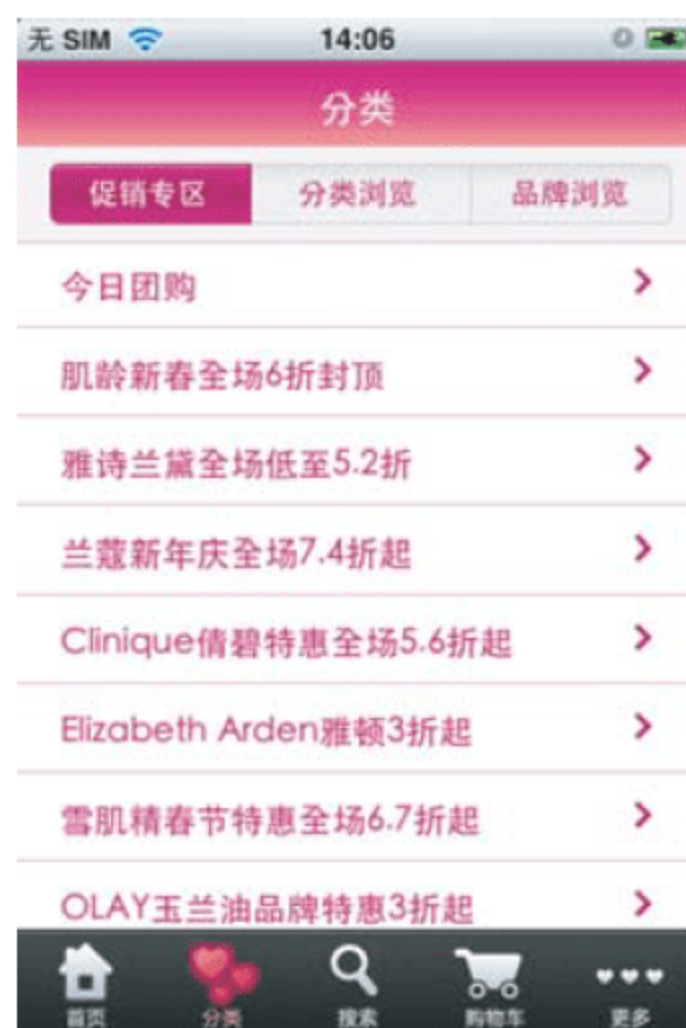 无 SIM 14:06
分类
促销专区 分类浏览 品牌浏览
今日团购
肌龄新春全场6折封顶
雅诗兰黛全场低至5.2折
兰蔻新年庆全场7.4折起
Clinique倩碧特惠全场5.6折起
Elizabeth Arden雅顿3折起
雪肌精春节特惠全场6.7折起
OLAY玉兰油品牌特惠3折起
首页 分类 搜索 购物车 更多